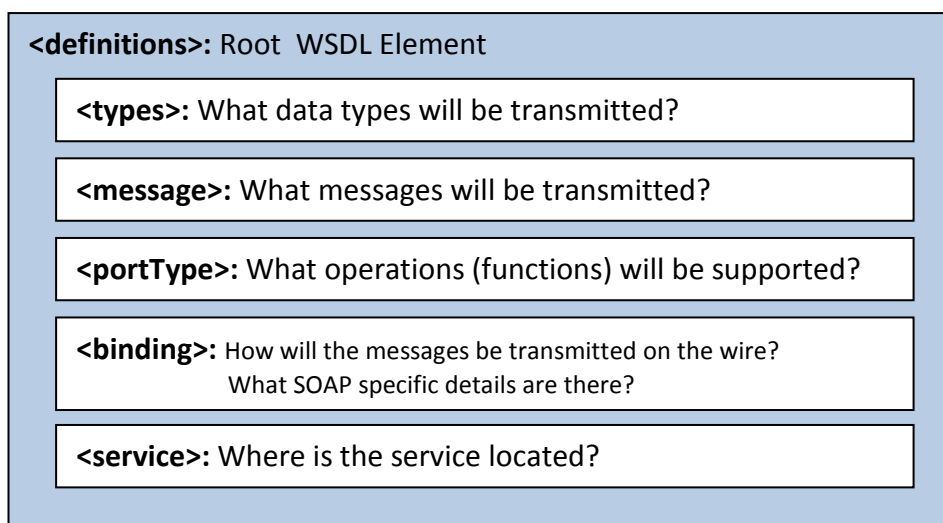 <definitions>: Root  WSDL Element
<types>: What data types will be transmitted?
<message>: What messages will be transmitted?
<portType>: What operations (functions) will be supported?
<binding>: How will the messages be transmitted on the wire?
What SOAP specific details are there?
<service>: Where is the service located?